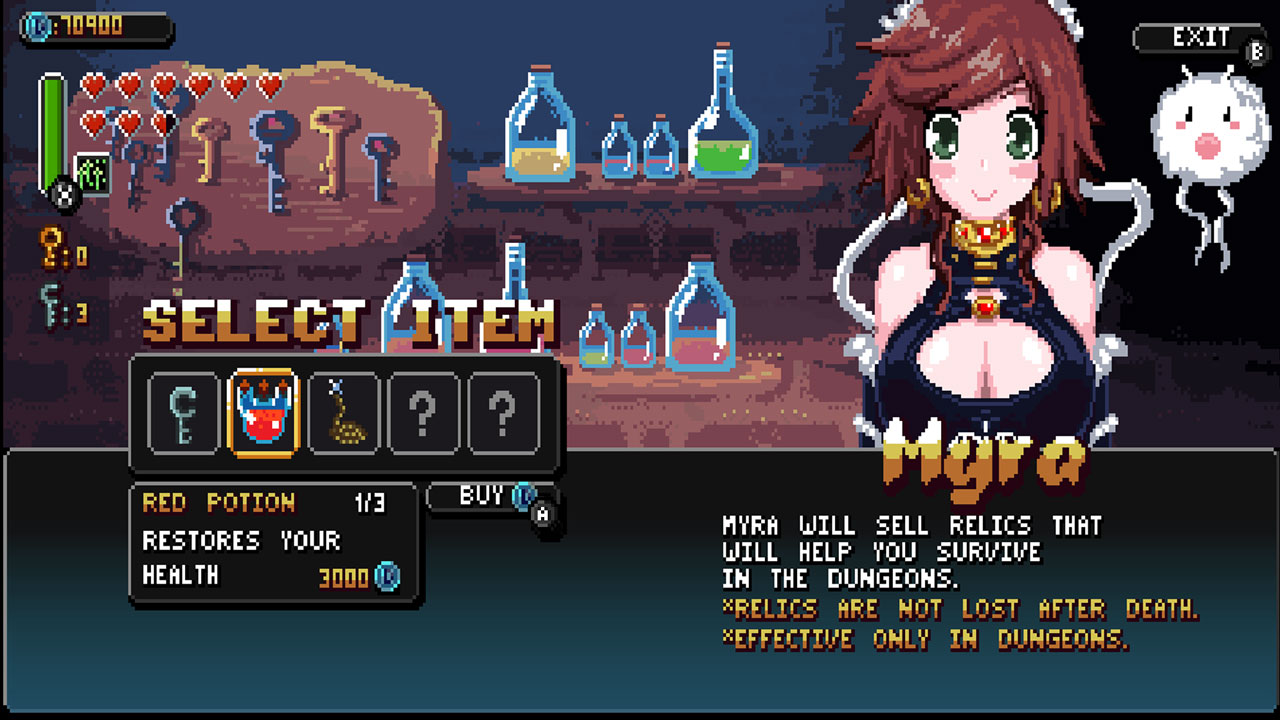 :70900
EXIT
B
X
:0
:3
SELECT ITEM
? ?
RED POTION 1/3
RESTORES YOUR
HEALTH 3000
BUY
A
Myra
MYRA WILL SELL RELICS THAT
WILL HELP YOU SURVIVE
IN THE DUNGEONS.
*RELICS ARE NOT LOST AFTER DEATH.
*EFFECTIVE ONLY IN DUNGEONS.